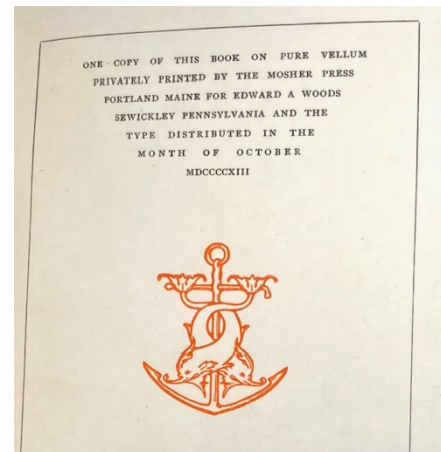 ONE COPY OF THIS BOOK ON PURE VELLUM
PRIVATELY PRINTED BY THE MOSHER PRESS
PORTLAND MAINE FOR EDWARD A WOODS
SEWICKLEY PENNSYLVANIA AND THE
TYPE DISTRIBUTED IN THE
MONTH OF OCTOBER
MDCCCCXIII